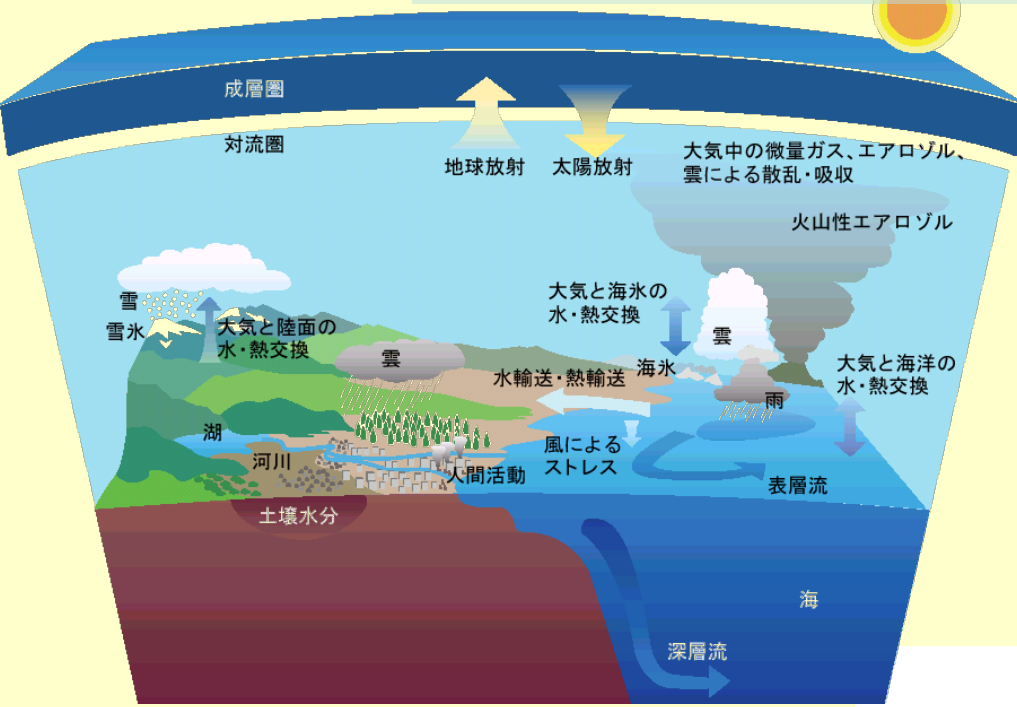 成層圏
対流圏
地球放射
太陽放射
大気中の微量ガス、エアロゾル、
雲による散乱・吸収
火山性エアロゾル
雪
雪氷
大気と陸面の
水・熱交換
雲
大気と海氷の
水・熱交換
雲
海氷
水輸送・熱輸送
大気と海洋の
水・熱交換
雨
湖
河川
人間活動
風による
ストレス
表層流
土壌水分
海
深層流